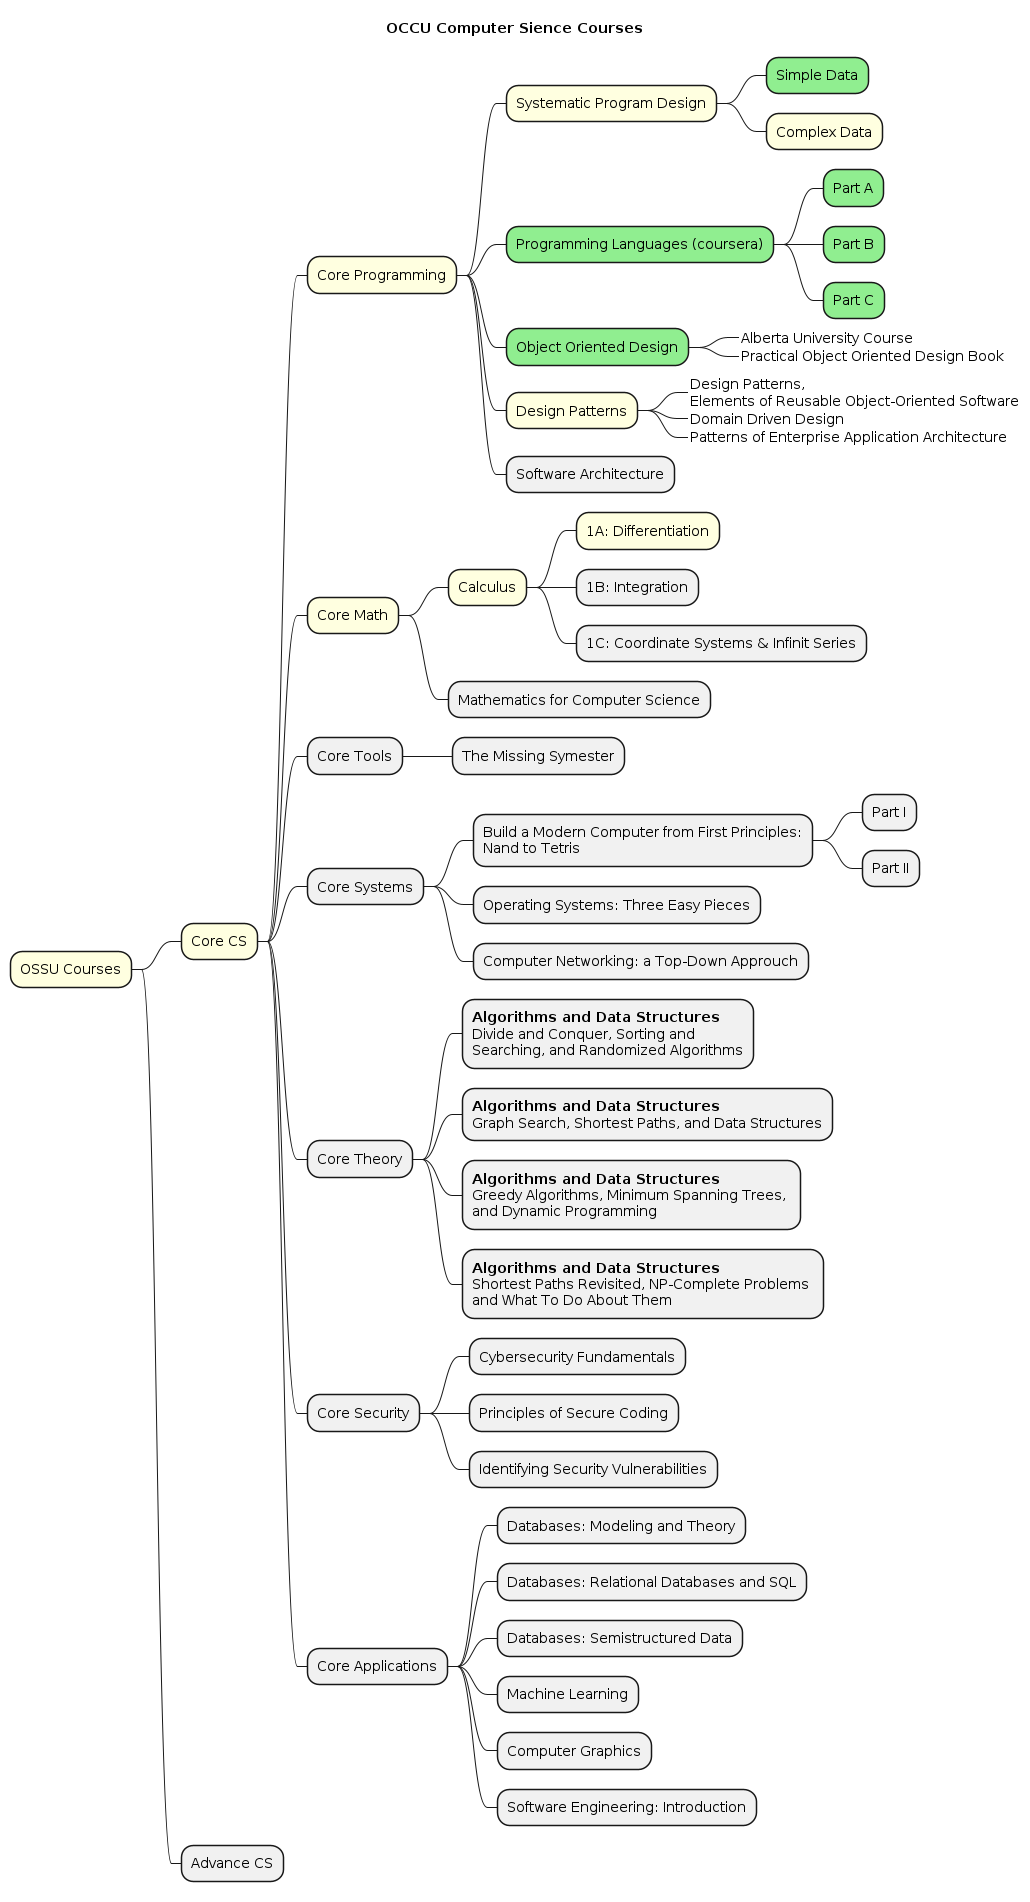 OCCU Computer Sience Courses
Simple Data
Systematic Program Design
Complex Data
Part A
Programming Languages (coursera)
Part B
Core Programming
Part C
Alberta University Course
Object Oriented Design
Practical Object Oriented Design Book
Design Patterns,
Elements of Reusable Object-Oriented Software
Design Patterns
Domain Driven Design
Patterns of Enterprise Application Architecture
Software Architecture
1A: Differentiation
Calculus
1B: Integration
Core Math
1C: Coordinate Systems & Infinit Series
Mathematics for Computer Science
Core Tools
The Missing Symester
Part I
Build a Modern Computer from First Principles:
Nand to Tetris
Part II
Core Systems
Operating Systems: Three Easy Pieces
Core CS
Computer Networking: a Top-Down Approuch
OSSU Courses
Algorithms and Data Structures
Divide and Conquer, Sorting and
Searching, and Randomized Algorithms
Algorithms and Data Structures
Graph Search, Shortest Paths, and Data Structures
Core Theory
Algorithms and Data Structures
Greedy Algorithms, Minimum Spanning Trees,
and Dynamic Programming
Algorithms and Data Structures
Shortest Paths Revisited, NP-Complete Problems
and What To Do About Them
Cybersecurity Fundamentals
Core Security
Principles of Secure Coding
Identifying Security Vulnerabilities
Databases: Modeling and Theory
Databases: Relational Databases and SQL
Databases: Semistructured Data
Core Applications
Machine Learning
Computer Graphics
Software Engineering: Introduction
Advance CS